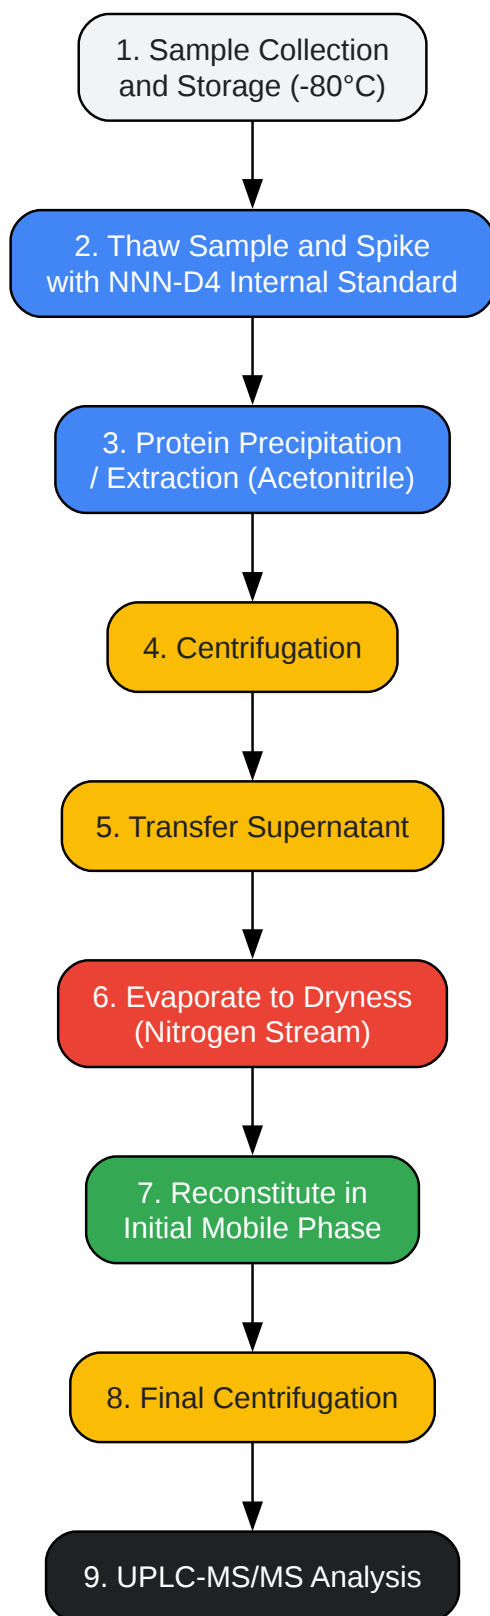 1. Sample Collection
and Storage (-80°C)
2. Thaw Sample and Spike
with NNN-D4 Internal Standard
3. Protein Precipitation
/ Extraction (Acetonitrile)
4. Centrifugation
5. Transfer Supernatant
6. Evaporate to Dryness
(Nitrogen Stream)
7. Reconstitute in
Initial Mobile Phase
8. Final Centrifugation
9. UPLC-MS/MS Analysis